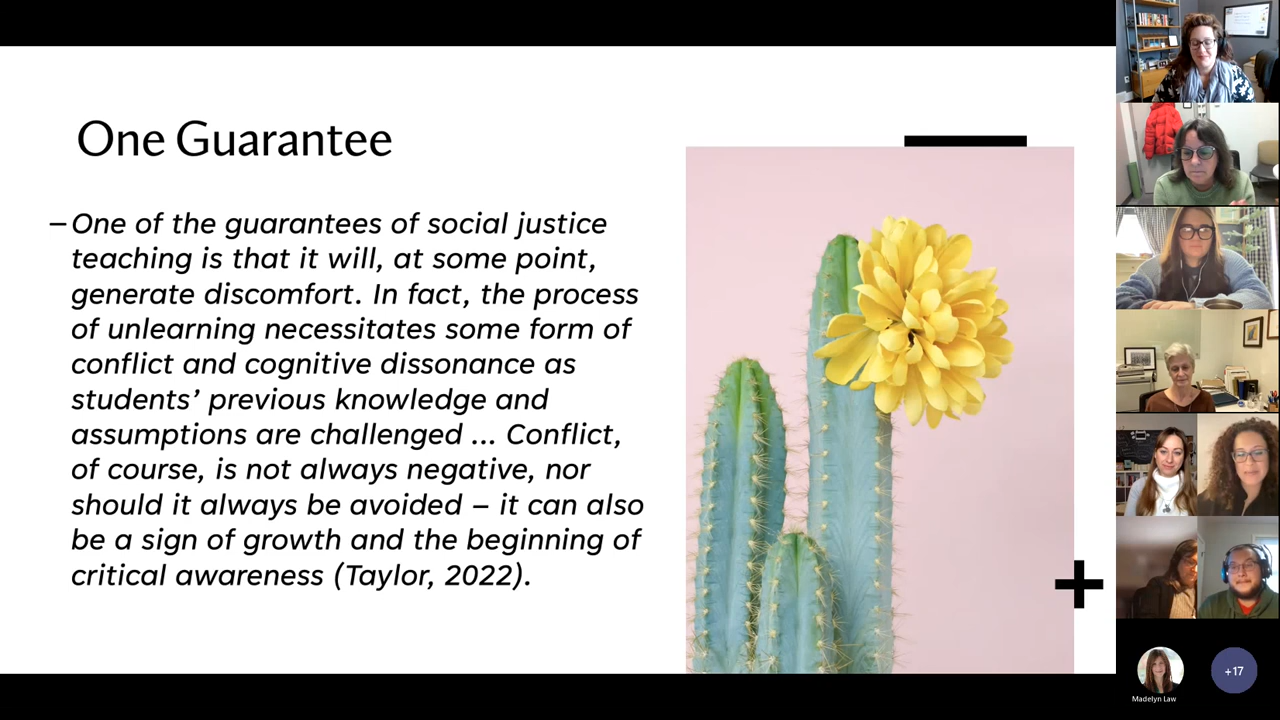 One Guarantee
– One of the guarantees of social justice
teaching is that it will, at some point,
generate discomfort. In fact, the process
of unlearning necessitates some form of
conflict and cognitive dissonance as
students’ previous knowledge and
assumptions are challenged ... Conflict,
of course, is not always negative, nor
should it always be avoided – it can also
be a sign of growth and the beginning of
critical awareness (Taylor, 2022).
Madelyn Law
+17